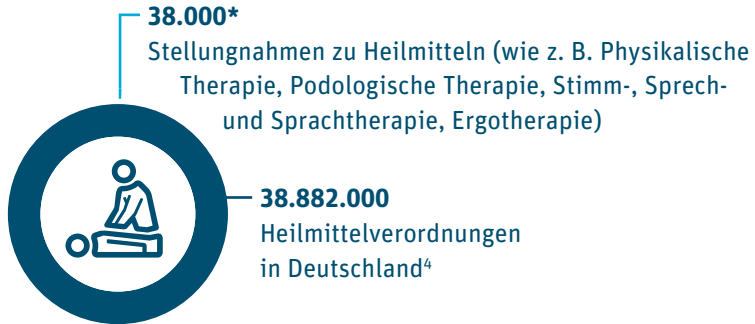 38.000*
Stellungnahmen zu Heilmitteln (wie z. B. Physikalische
Therapie, Podologische Therapie, Stimm-, Sprech-
und Sprachtherapie, Ergotherapie)
38.882.000
Heilmittelverordnungen
in Deutschland⁴